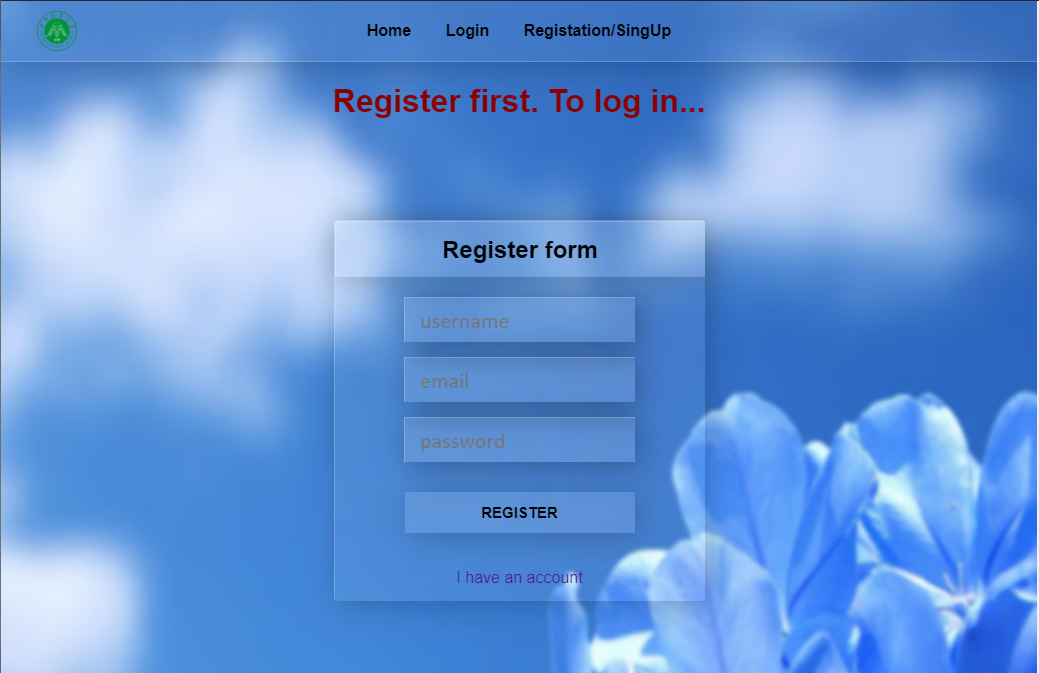 Home Login Registation/SingUp
Register first. To log in...
Register form
username
email
password
REGISTER
I have an account